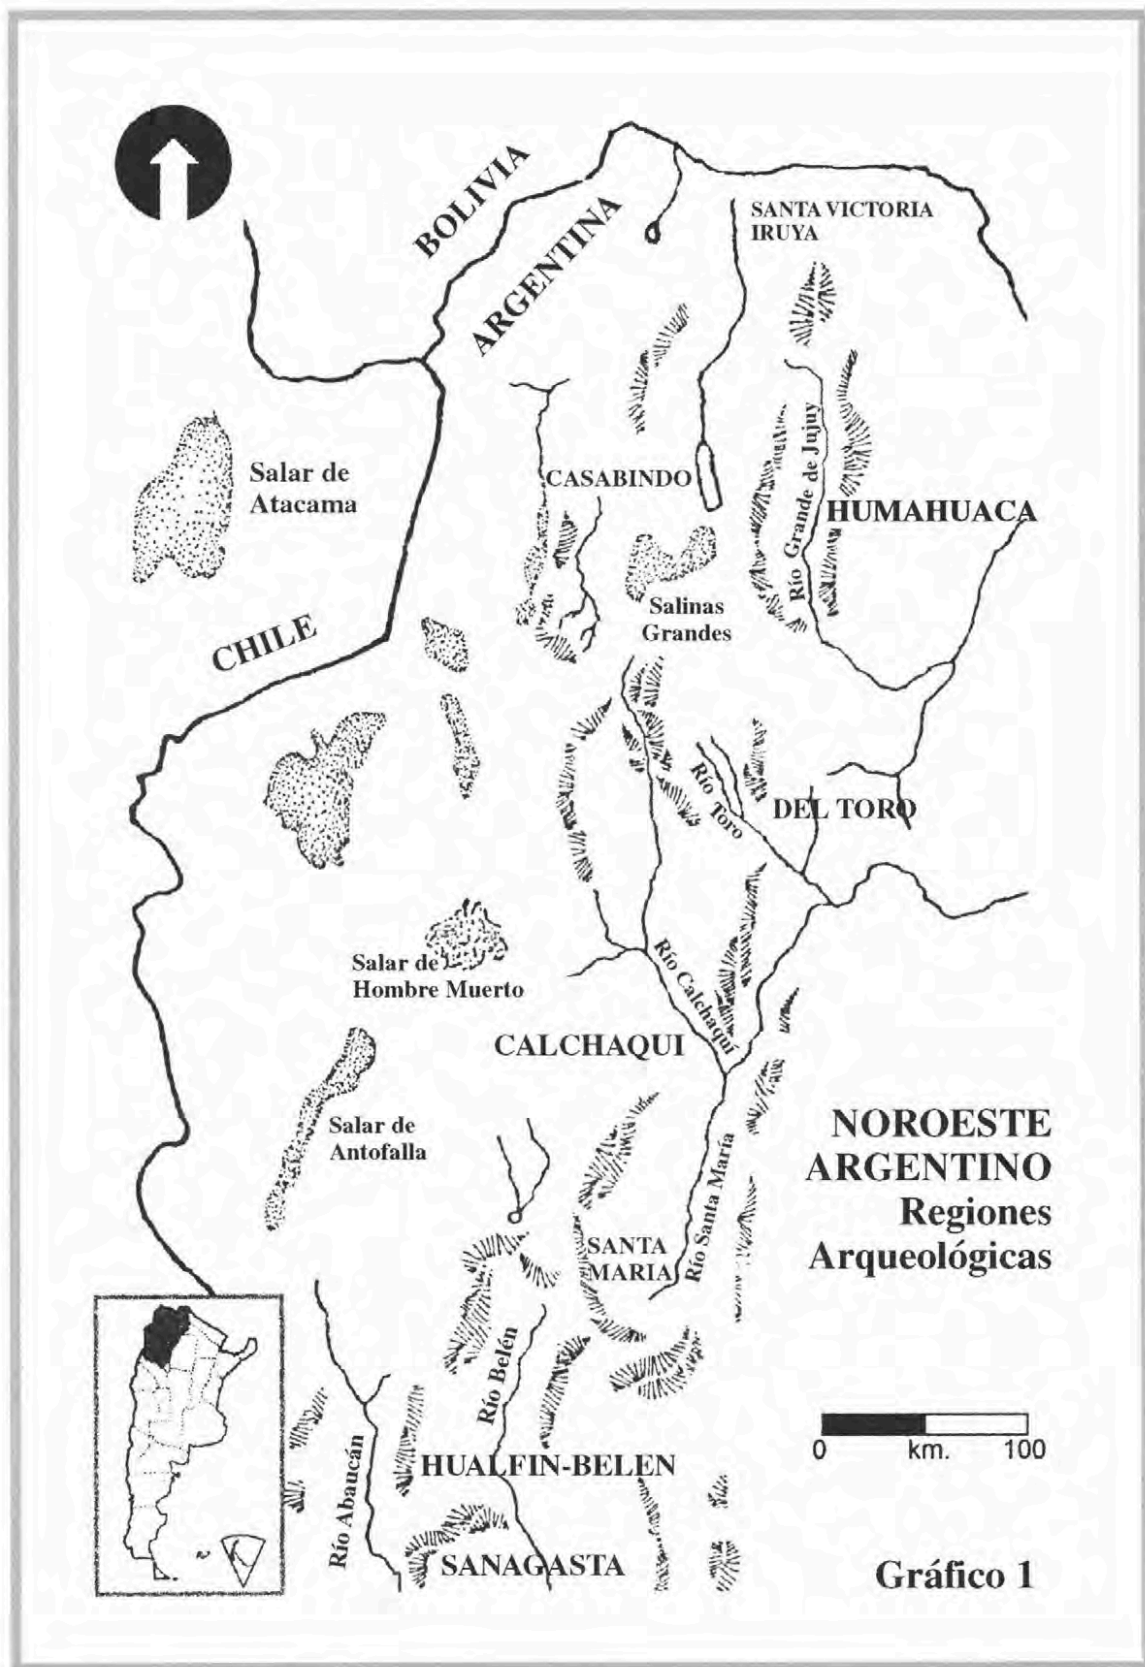 BOLIVIA
ARGENTINA
SANTA VICTORIA
IRUYA
Salar de
Atacama
CASABINDO
Río Grande de Jujuy
HUMAHUACA
Salinas
Grandes
CHILE
Río Toro
DEL TORO
Salar de
Hombre Muerto
Río Calchaquí
CALCHAQUI
Salar de
Antofalla
NOROESTE
ARGENTINO
Regiones
Arqueológicas
SANTA
MARIA
Río Santa María
Río Belén
0 km. 100
Río Abaucán
HUALFIN-BELEN
SANAGASTA
Gráfico 1